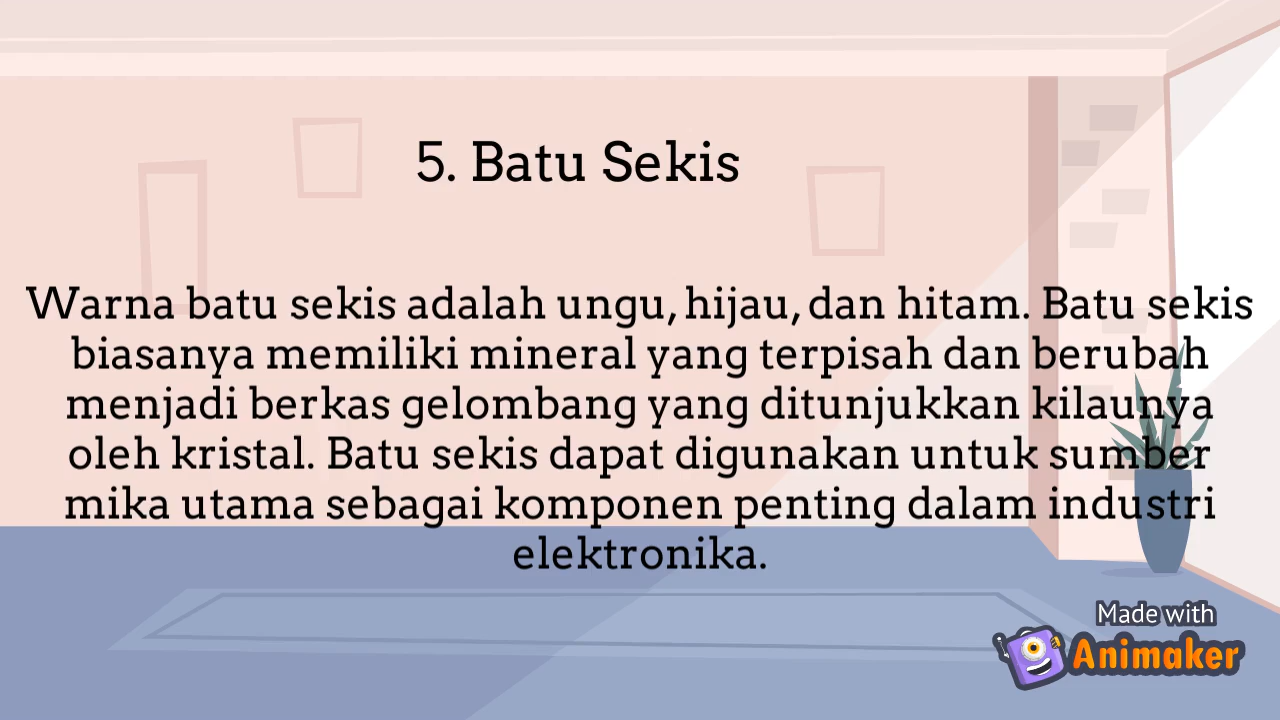 5. Batu Sekis
Warna batu sekis adalah ungu, hijau, dan hitam. Batu sekis
biasanya memiliki mineral yang terpisah dan berubah
menjadi berkas gelombang yang ditunjukkan kilaunya
oleh kristal. Batu sekis dapat digunakan untuk sumber
mika utama sebagai komponen penting dalam industri
elektronika.
Made with
Animaker